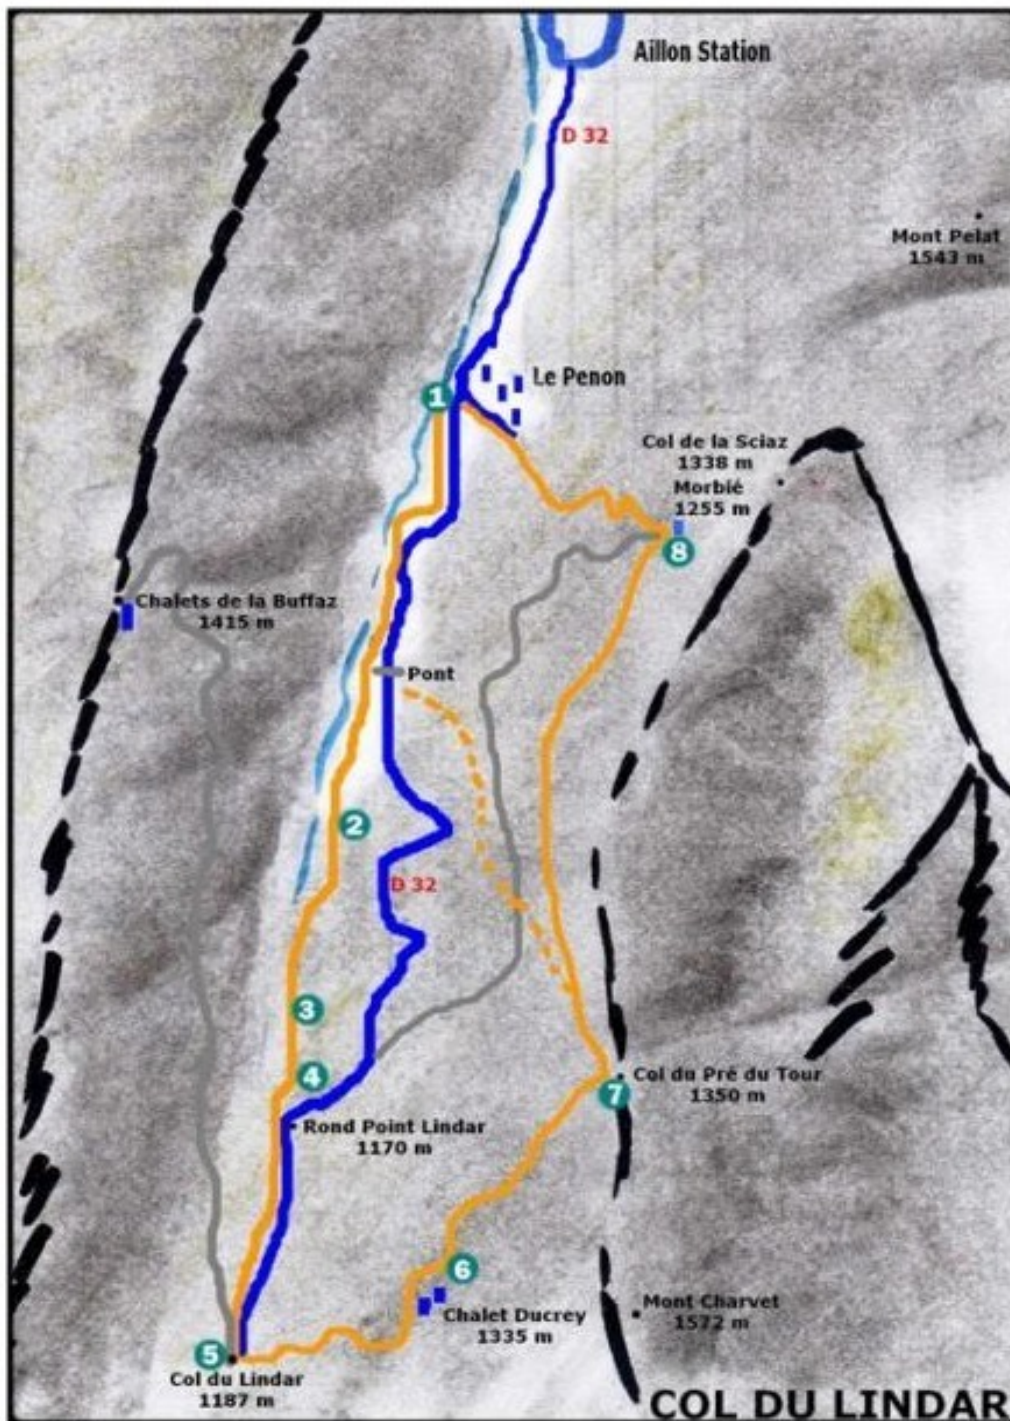 Aillon Station
D 32
Mont Pelat
1543 m
Le Penon
1
Col de la Sciaz
1338 m
Morbié
1255 m
8
Chalets de la Buffaz
1415 m
Pont
2
D 32
3
4
Col du Pré du Tour
1350 m
7
Rond Point Lindar
1170 m
6
Chalet Ducrey
1335 m
Mont Charvet
1572 m
5
Col du Lindar
1187 m
COL DU LINDAR